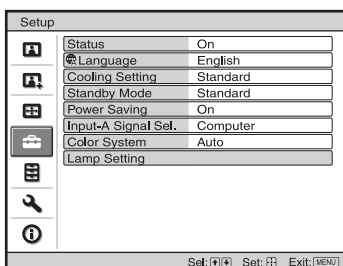 Setup
Status On
Language English
Cooling Setting Standard
Standby Mode Standard
Power Saving On
Input-A Signal Sel. Computer
Color System Auto
Lamp Setting
Sel: Set: Exit: MENU